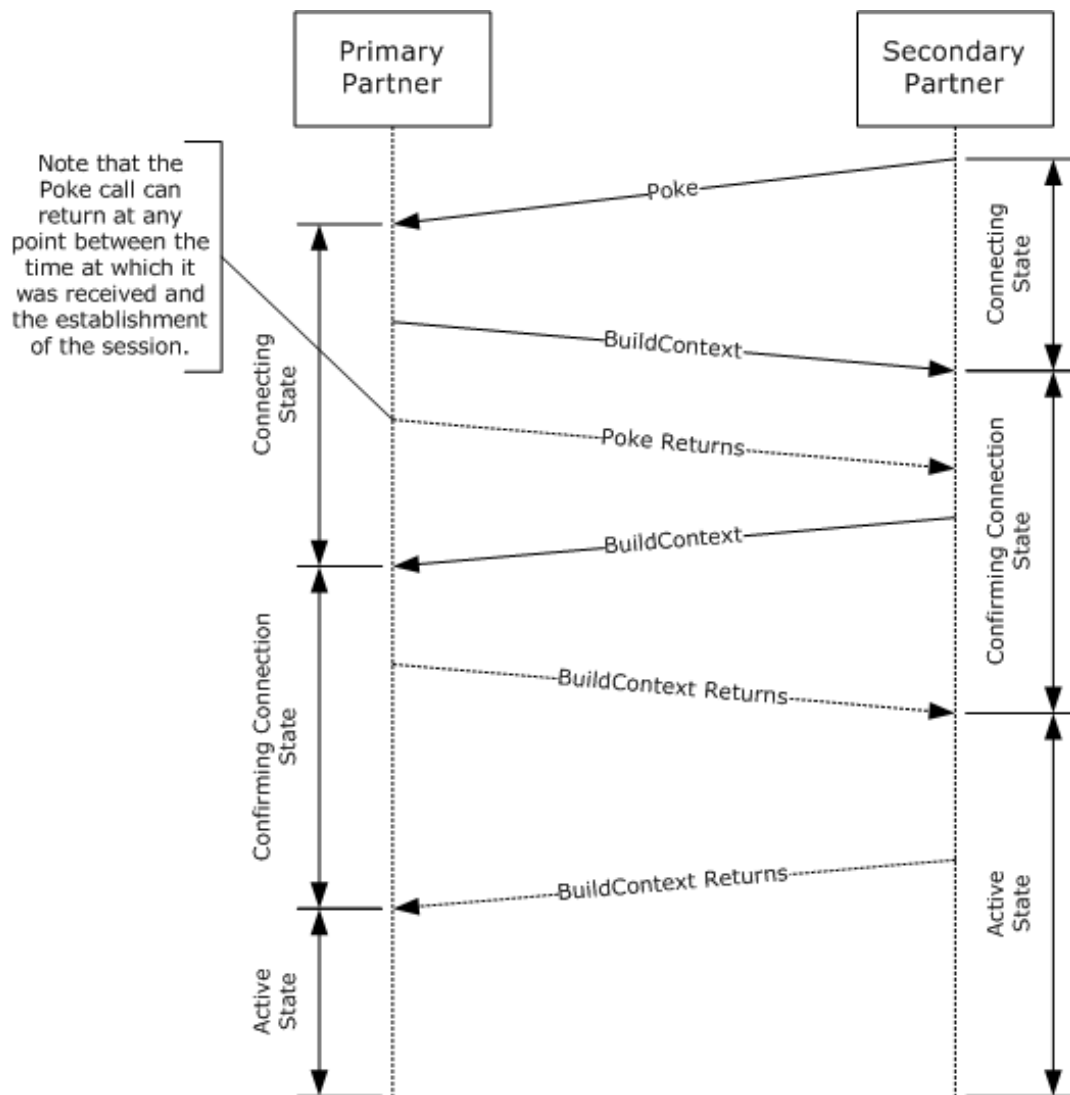 Primary
Partner
Secondary
Partner
Note that the
Poke call can
return at any
point between the
time at which it
was received and
the establishment
of the session.
Poke
Connecting
State
BuildContext
Connecting
State
Poke Returns
Confirming Connection
State
BuildContext
BuildContext Returns
Confirming Connection
State
BuildContext Returns
Active
State
Active
State